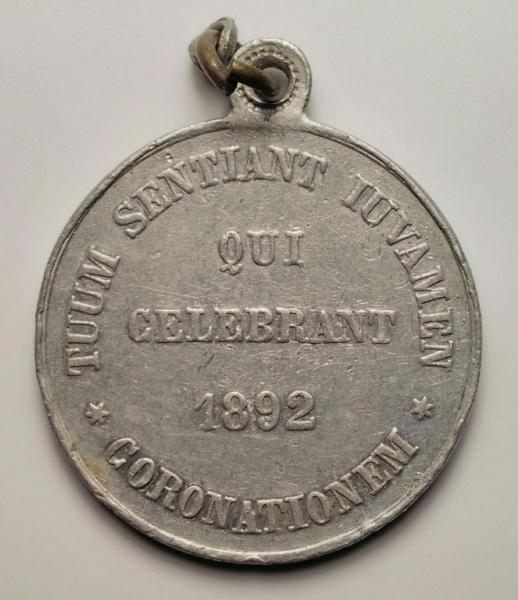 TUUM SENTIANT IUVAMEN
QUI
CELEBRANT
1892
* CORONATIONEM *